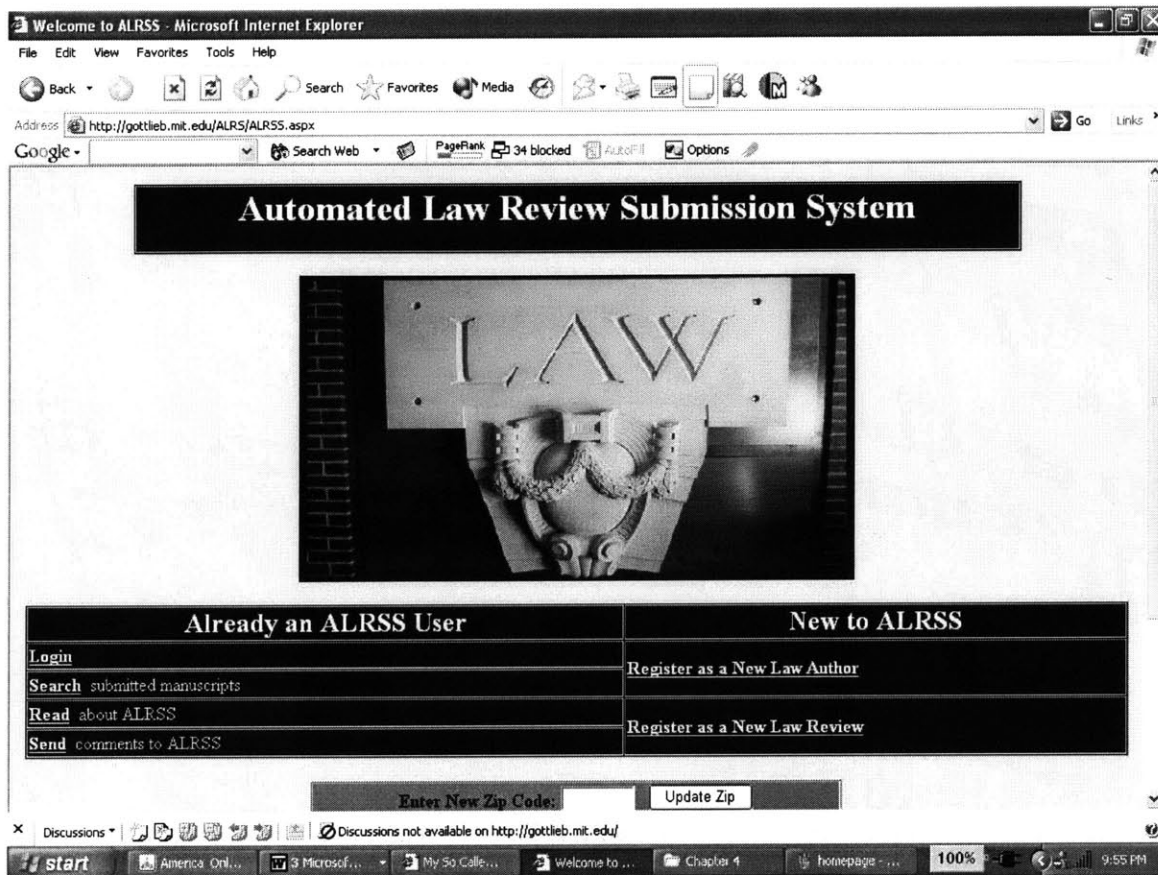 Welcome to ALRSS - Microsoft Internet Explorer
File Edit View Favorites Tools Help
Back Search Favorites Media
Address http://gottlieb.mit.edu/ALRS/ALRSS.aspx Go Links
Google Search Web PageRank 34 blocked AutoFill Options
Automated Law Review Submission System
LAW
Already an ALRSS User New to ALRSS
Login
Register as a New Law Author
Search submitted manuscripts
Read about ALRSS
Register as a New Law Review
Send comments to ALRSS
Enter New Zip Code: Update Zip
Discussions Discussions not available on http://gottlieb.mit.edu/
start America Onl... 3 Microsof... My So Calle... Welcome to ... Chapter 4 homepage - ... 100% 9:55 PM